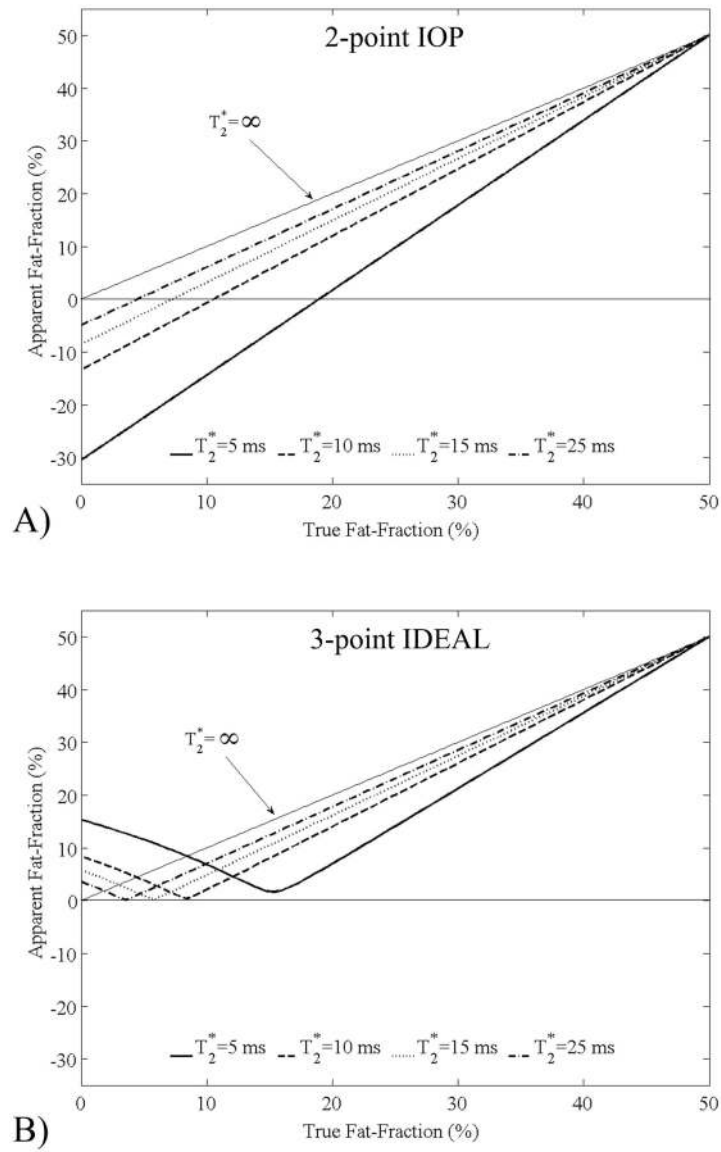 2-point IOP
50
40
30
20
10
0
-10
-20
-30
Apparent Fat-Fraction (%)
T2*= ∞
T2*=5 ms T2*=10 ms T2*=15 ms T2*=25 ms
0 10 20 30 40 50
True Fat-Fraction (%)
A)
3-point IDEAL
50
40
30
20
10
0
-10
-20
-30
Apparent Fat-Fraction (%)
T2*= ∞
T2*=5 ms T2*=10 ms T2*=15 ms T2*=25 ms
0 10 20 30 40 50
True Fat-Fraction (%)
B)